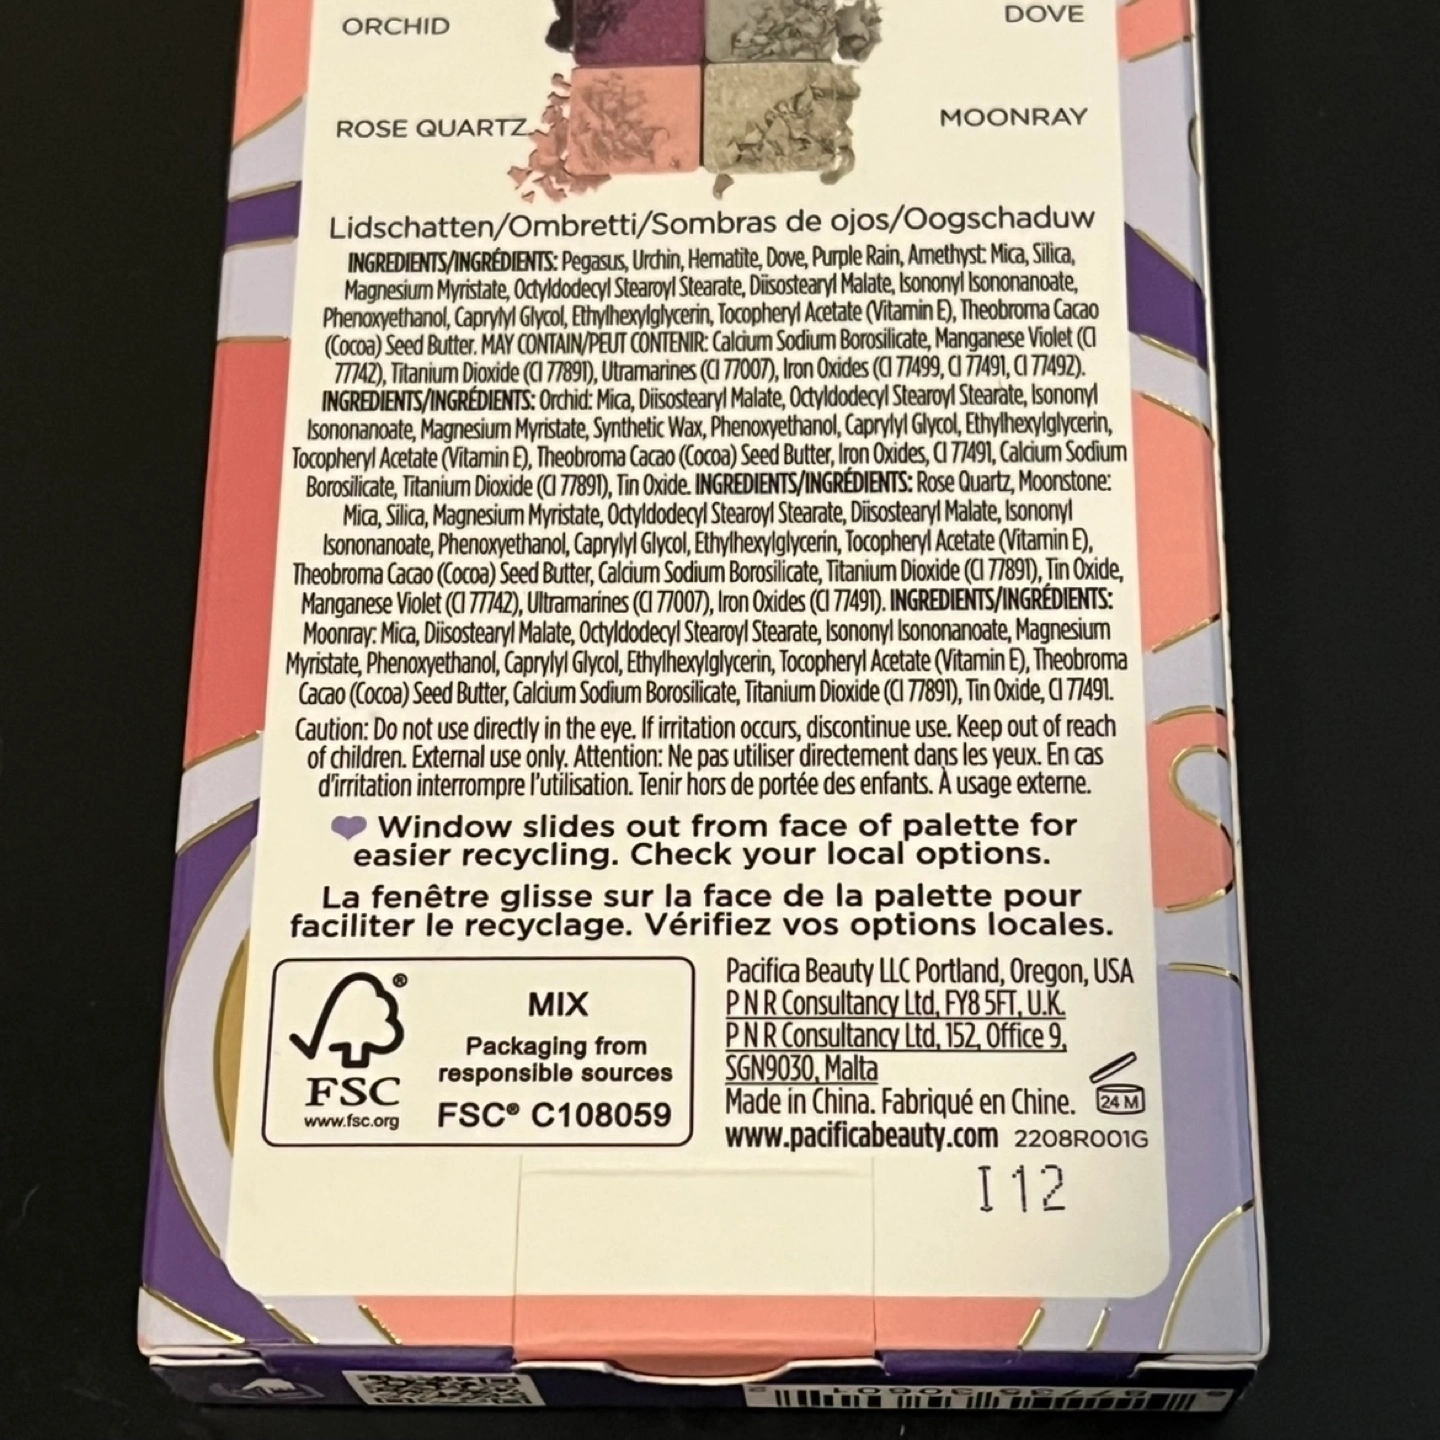 ORCHID
DOVE
ROSE QUARTZ
MOONRAY
Lidschatten/Ombretti/Sombras de ojos/Oogschaduw
INGREDIENTS/INGRÉDIENTS: Pegasus, Urchin, Hematite, Dove, Purple Rain, Amethyst: Mica, Silica,
Magnesium Myristate, Octyldodecyl Stearoyl Stearate, Diisostearyl Malate, Isononyl Isononanoate,
Phenoxyethanol, Caprylyl Glycol, Ethylhexylglycerin, Tocopheryl Acetate (Vitamin E), Theobroma Cacao
(Cocoa) Seed Butter. MAY CONTAIN/PEUT CONTENIR: Calcium Sodium Borosilicate, Manganese Violet (CI
77742), Titanium Dioxide (CI 77891), Utramarines (CI 77007), Iron Oxides (CI 77499, CI 77491, CI 77492).
INGREDIENTS/INGRÉDIENTS: Orchid: Mica, Diisostearyl Malate, Octyldodecyl Stearoyl Stearate, Isononyl
Isononanoate, Magnesium Myristate, Synthetic Wax, Phenoxyethanol, Caprylyl Glycol, Ethylhexylglycerin,
Tocopheryl Acetate (Vitamin E), Theobroma Cacao (Cocoa) Seed Butter, Iron Oxides, CI 77491, Calcium Sodium
Borosilicate, Titanium Dioxide (CI 77891), Tin Oxide. INGREDIENTS/INGRÉDIENTS: Rose Quartz, Moonstone:
Mica, Silica, Magnesium Myristate, Octyldodecyl Stearoyl Stearate, Diisostearyl Malate, Isononyl
Isononanoate, Phenoxyethanol, Caprylyl Glycol, Ethylhexylglycerin, Tocopheryl Acetate (Vitamin E),
Theobroma Cacao (Cocoa) Seed Butter, Calcium Sodium Borosilicate, Titanium Dioxide (CI 77891), Tin Oxide,
Manganese Violet (CI 77742), Ultramarines (CI 77007), Iron Oxides (CI 77491). INGREDIENTS/INGRÉDIENTS:
Moonray: Mica, Diisostearyl Malate, Octyldodecyl Stearoyl Stearate, Isononyl Isononanoate, Magnesium
Myristate, Phenoxyethanol, Caprylyl Glycol, Ethylhexylglycerin, Tocopheryl Acetate (Vitamin E), Theobroma
Cacao (Cocoa) Seed Butter, Calcium Sodium Borosilicate, Titanium Dioxide (CI 77891), Tin Oxide, CI 77491.
Caution: Do not use directly in the eye. If irritation occurs, discontinue use. Keep out of reach
of children. External use only. Attention: Ne pas utiliser directement dans les yeux. En cas
d'irritation interrompre l'utilisation. Tenir hors de portée des enfants. À usage externe.
Window slides out from face of palette for
easier recycling. Check your local options.
La fenêtre glisse sur la face de la palette pour
faciliter le recyclage. Vérifiez vos options locales.
FSC
www.fsc.org
MIX
Packaging from
responsible sources
FSC® C108059
Pacifica Beauty LLC Portland, Oregon, USA
P N R Consultancy Ltd, FY8 5FT, U.K.
P N R Consultancy Ltd, 152, Office 9,
SGN9030, Malta
Made in China. Fabriqué en Chine.
24 M
www.pacificabeauty.com 2208R001G
I 12